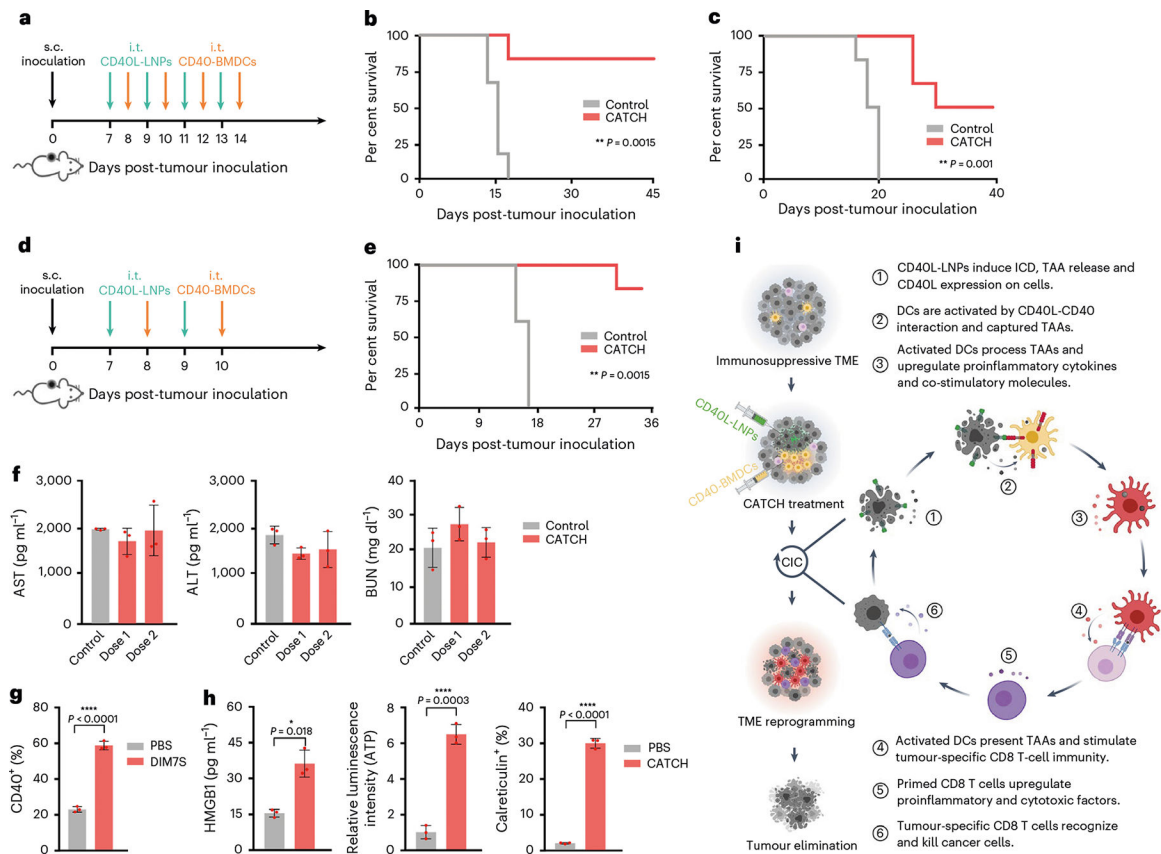 a
s.c.
inoculation
i.t.
CD40L-LNPs
i.t.
CD40-BMDCs
0 7 8 9 10 11 12 13 14
Days post-tumour inoculation
b
Per cent survival
100
75
50
25
0
0 15 30 45
Days post-tumour inoculation
Control
CATCH
** P = 0.0015
c
Per cent survival
100
75
50
25
0
0 20 40
Days post-tumour inoculation
Control
CATCH
** P = 0.001
d
s.c.
inoculation
i.t.
CD40L-LNPs
i.t.
CD40-BMDCs
0 7 8 9 10
Days post-tumour inoculation
e
Per cent survival
100
75
50
25
0
0 9 18 27 36
Days post-tumour inoculation
Control
CATCH
** P = 0.0015
f
AST (pg ml⁻¹)
3,000
2,000
1,000
0
Control Dose 1 Dose 2
ALT (pg ml⁻¹)
3,000
2,000
1,000
0
Control Dose 1 Dose 2
BUN (mg dl⁻¹)
40
30
20
10
0
Control Dose 1 Dose 2
Control
CATCH
g
CD40⁺ (%)
80
60
40
20
0
****
P < 0.0001
PBS
DIM7S
h
HMGB1 (pg ml⁻¹)
60
45
30
15
0
*
P = 0.018
Relative luminescence
intensity (ATP)
8
6
4
2
0
****
P = 0.0003
Calreticulin⁺ (%)
40
30
20
10
0
****
P < 0.0001
PBS
CATCH
i
Immunosuppressive TME
CD40L-LNPs
CD40-BMDCs
CATCH treatment
CIC
TME reprogramming
Tumour elimination
① CD40L-LNPs induce ICD, TAA release and
CD40L expression on cells.
② DCs are activated by CD40L-CD40
interaction and captured TAAs.
③ Activated DCs process TAAs and
upregulate proinflammatory cytokines
and co-stimulatory molecules.
①
②
③
④
⑤
⑥
④ Activated DCs present TAAs and stimulate
tumour-specific CD8 T-cell immunity.
⑤ Primed CD8 T cells upregulate
proinflammatory and cytotoxic factors.
⑥ Tumour-specific CD8 T cells recognize
and kill cancer cells.